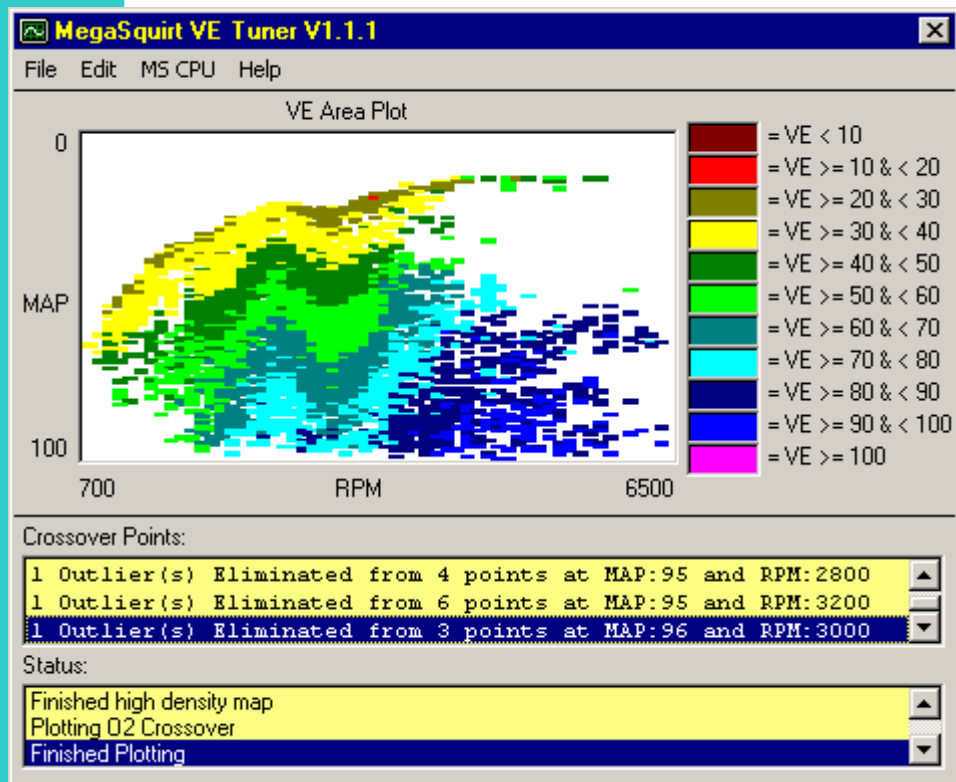 MegaSquirt VE Tuner V1.1.1
File Edit MS CPU Help
VE Area Plot
0
MAP
100
700 RPM 6500
= VE < 10
= VE >= 10 & < 20
= VE >= 20 & < 30
= VE >= 30 & < 40
= VE >= 40 & < 50
= VE >= 50 & < 60
= VE >= 60 & < 70
= VE >= 70 & < 80
= VE >= 80 & < 90
= VE >= 90 & < 100
= VE >= 100
Crossover Points:
1 Outlier(s) Eliminated from 4 points at MAP:95 and RPM:2800
1 Outlier(s) Eliminated from 6 points at MAP:95 and RPM:3200
1 Outlier(s) Eliminated from 3 points at MAP:96 and RPM:3000
Status:
Finished high density map
Plotting O2 Crossover
Finished Plotting